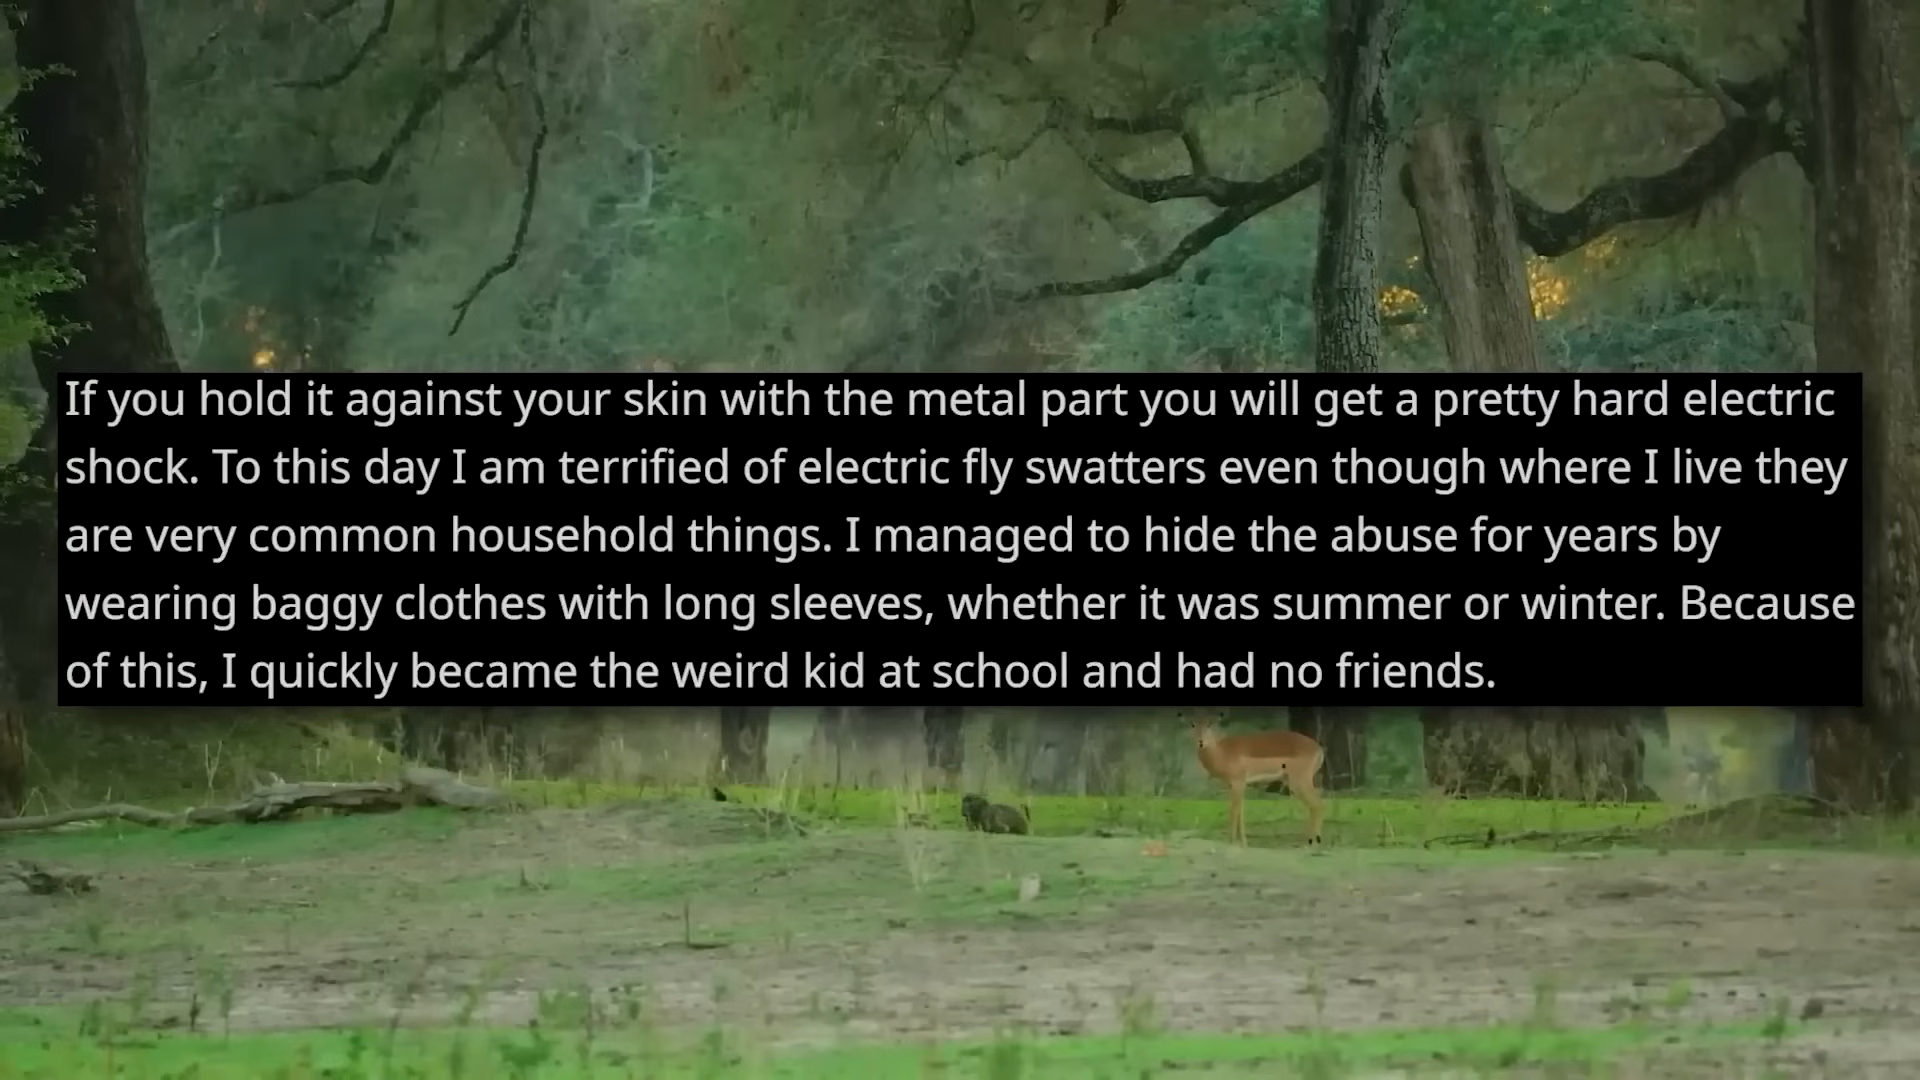 If you hold it against your skin with the metal part you will get a pretty hard electric
shock. To this day I am terrified of electric fly swatters even though where I live they
are very common household things. I managed to hide the abuse for years by
wearing baggy clothes with long sleeves, whether it was summer or winter. Because
of this, I quickly became the weird kid at school and had no friends.